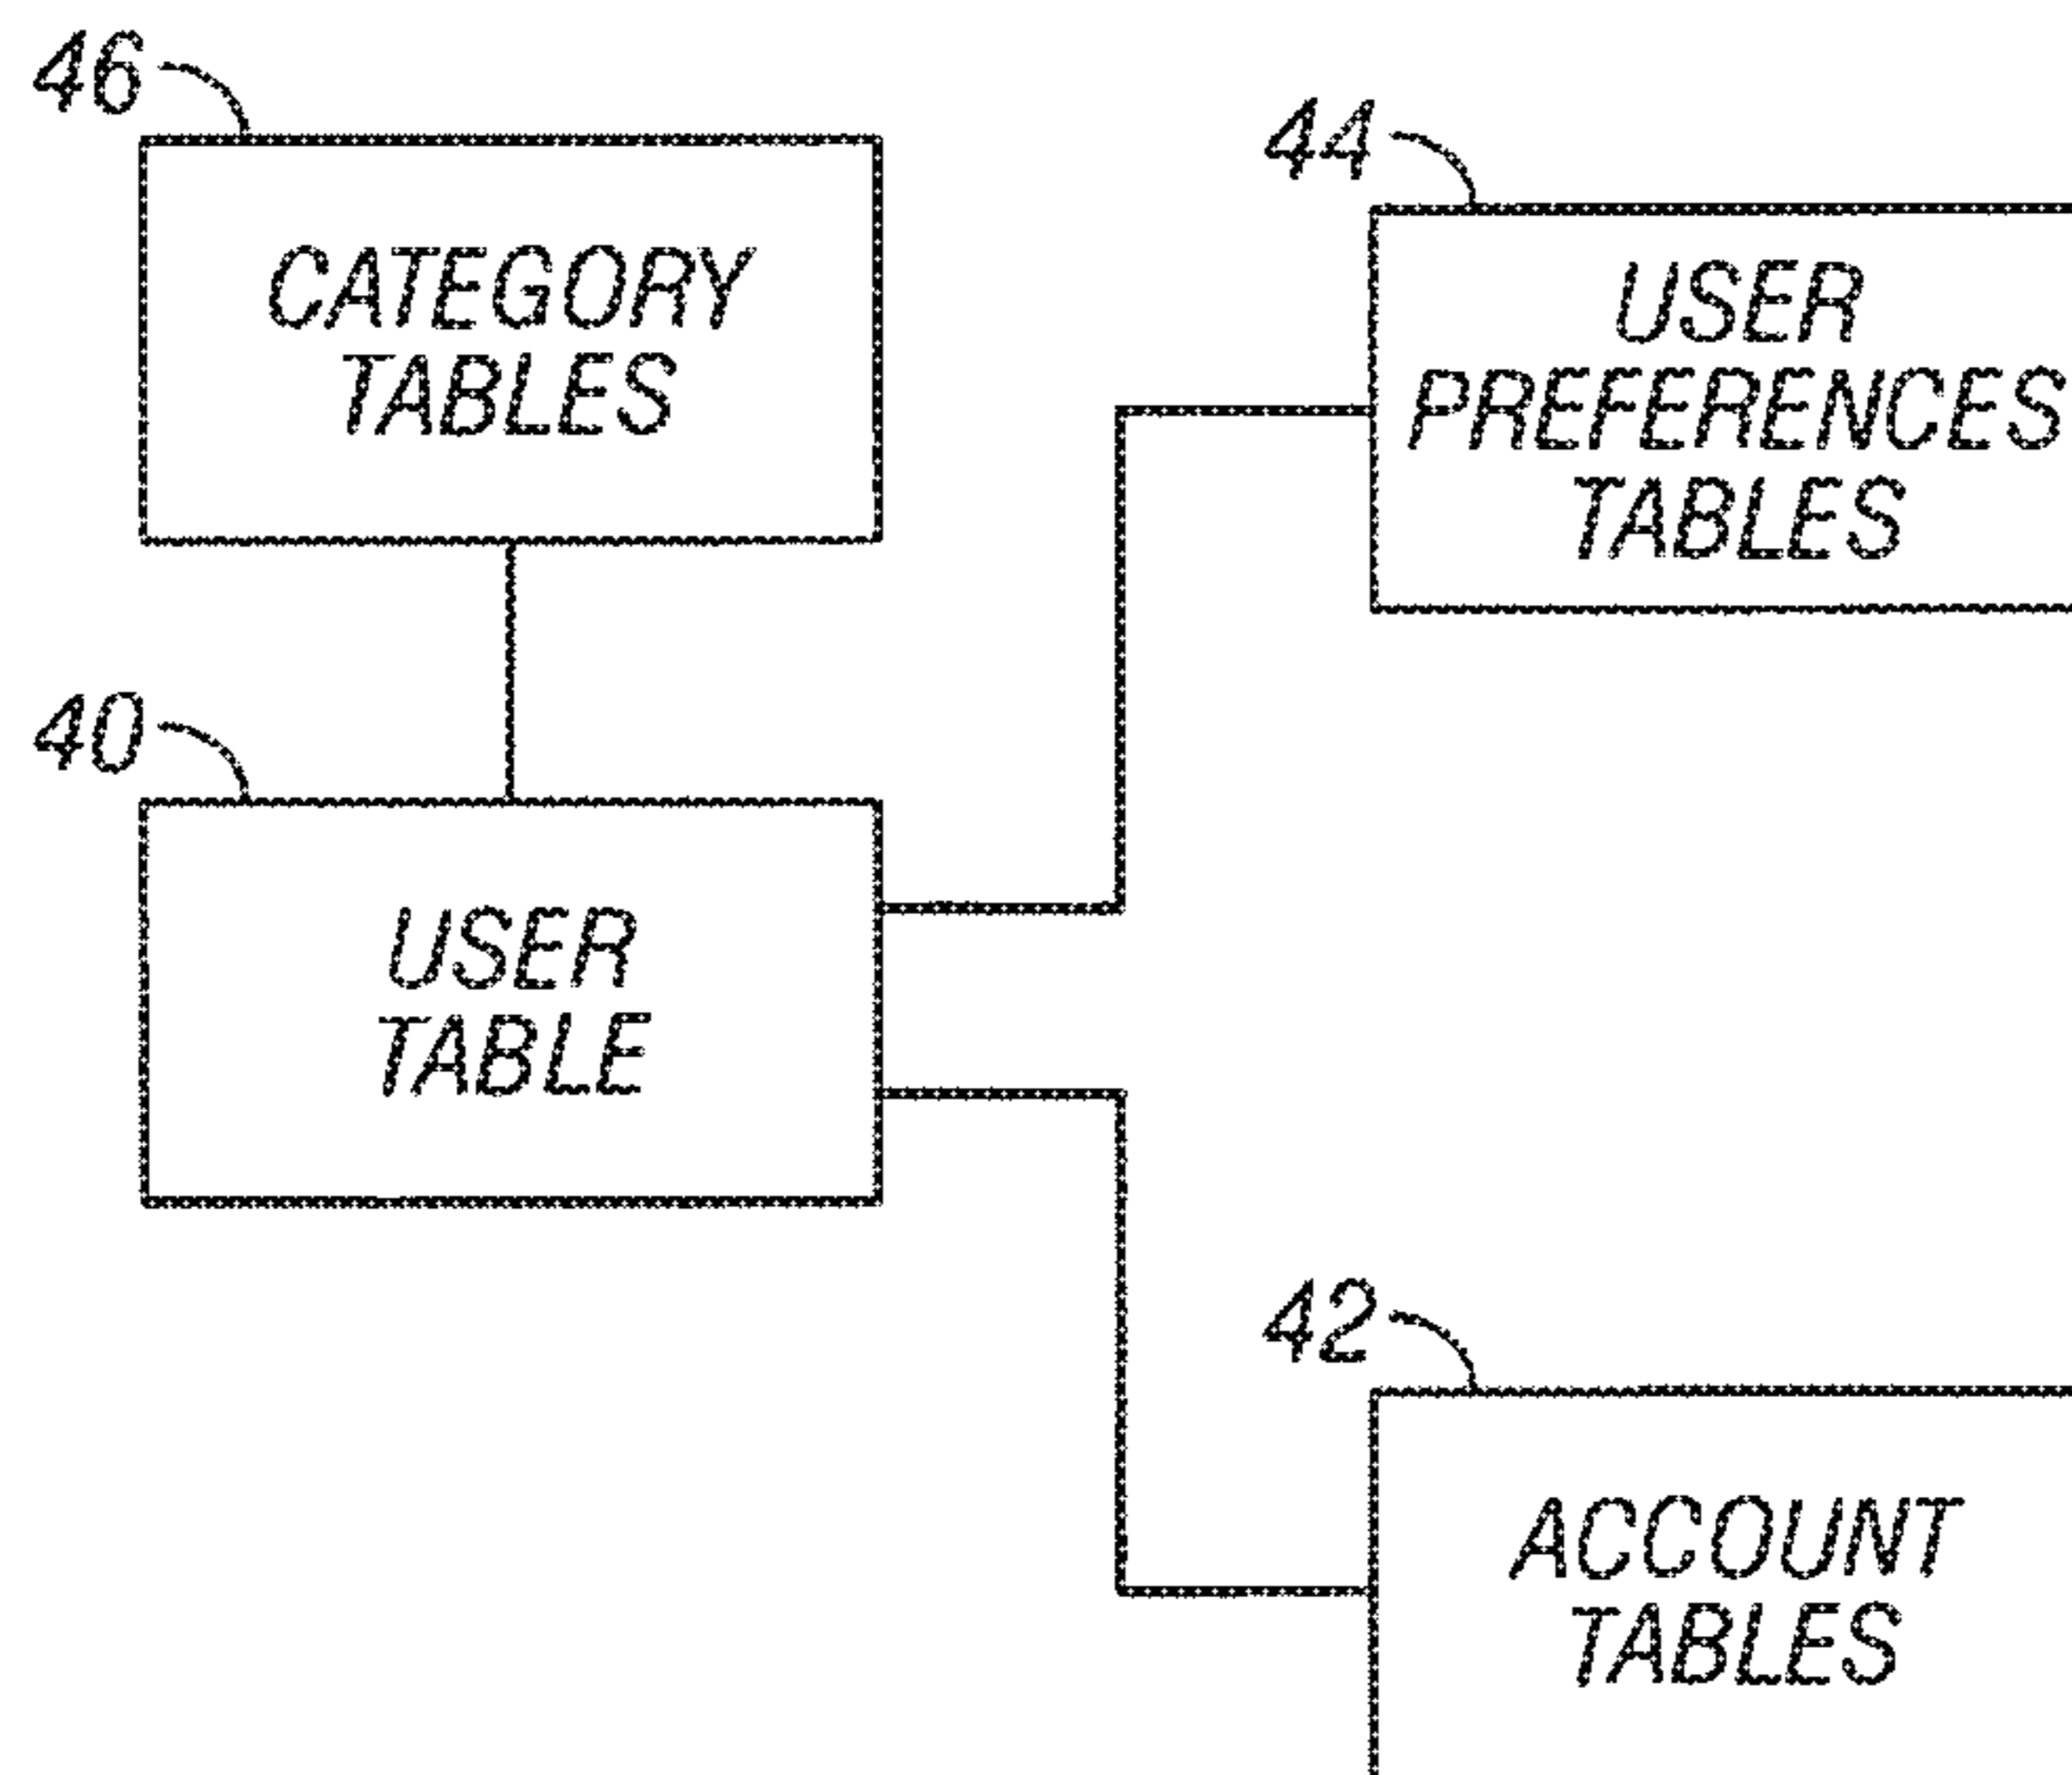 46
CATEGORY
TABLES
44
USER
PREFERENCES
TABLES
40
USER
TABLE
42
ACCOUNT
TABLES